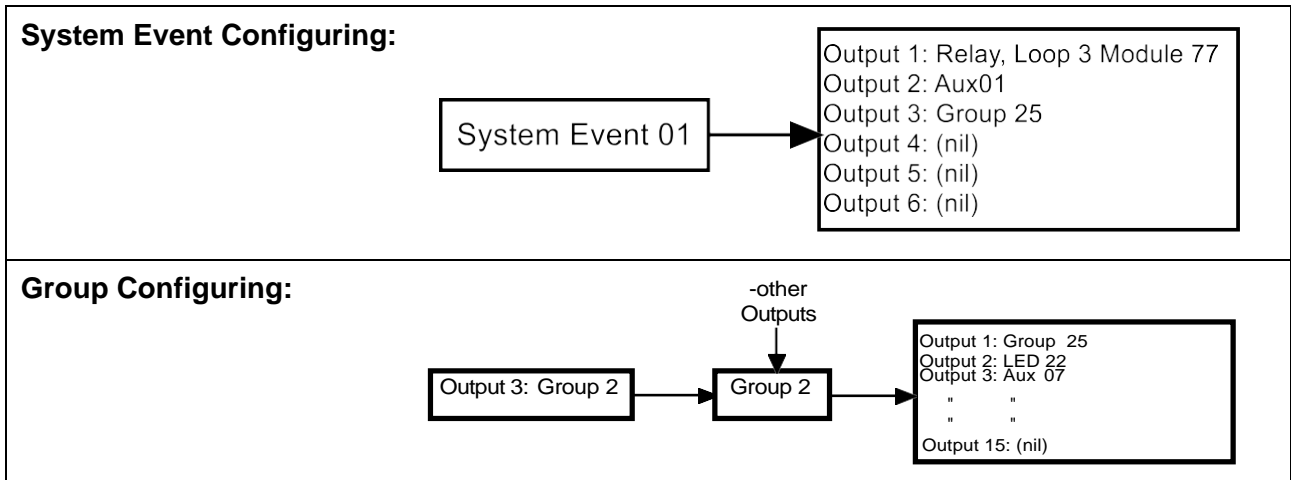 System Event Configuring:
System Event 01
Output 1: Relay, Loop 3 Module 77
Output 2: Aux01
Output 3: Group 25
Output 4: (nil)
Output 5: (nil)
Output 6: (nil)
Group Configuring:
-other
Outputs
Output 3: Group 2
Group 2
Output 1: Group 25
Output 2: LED 22
Output 3: Aux 07
" "
" "
Output 15: (nil)